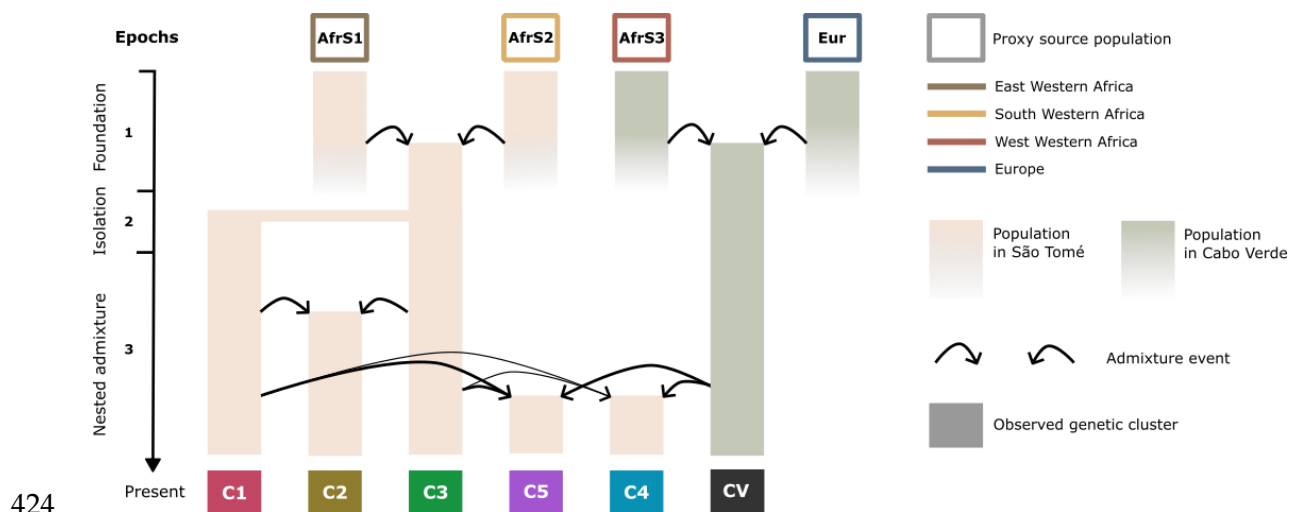 Epochs
AfrS1
AfrS2
AfrS3
Eur
Proxy source population
East Western Africa
South Western Africa
West Western Africa
Europe
Foundation
1
Isolation
2
Nested admixture
3
Population
in São Tomé
Population
in Cabo Verde
Admixture event
Observed genetic cluster
Present
C1
C2
C3
C5
C4
CV
424